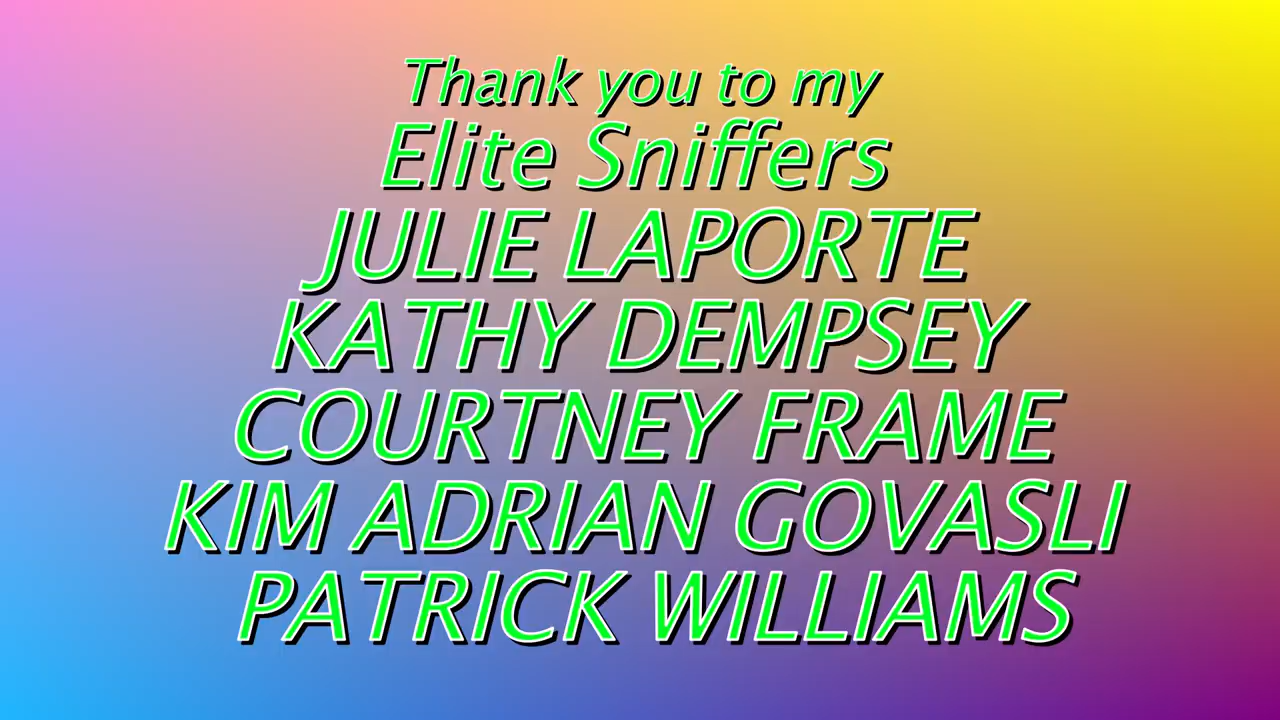 Thank you to my
Elite Sniffers
JULIE LAPORTE
KATHY DEMPSEY
COURTNEY FRAME
KIM ADRIAN GOVASLI
PATRICK WILLIAMS